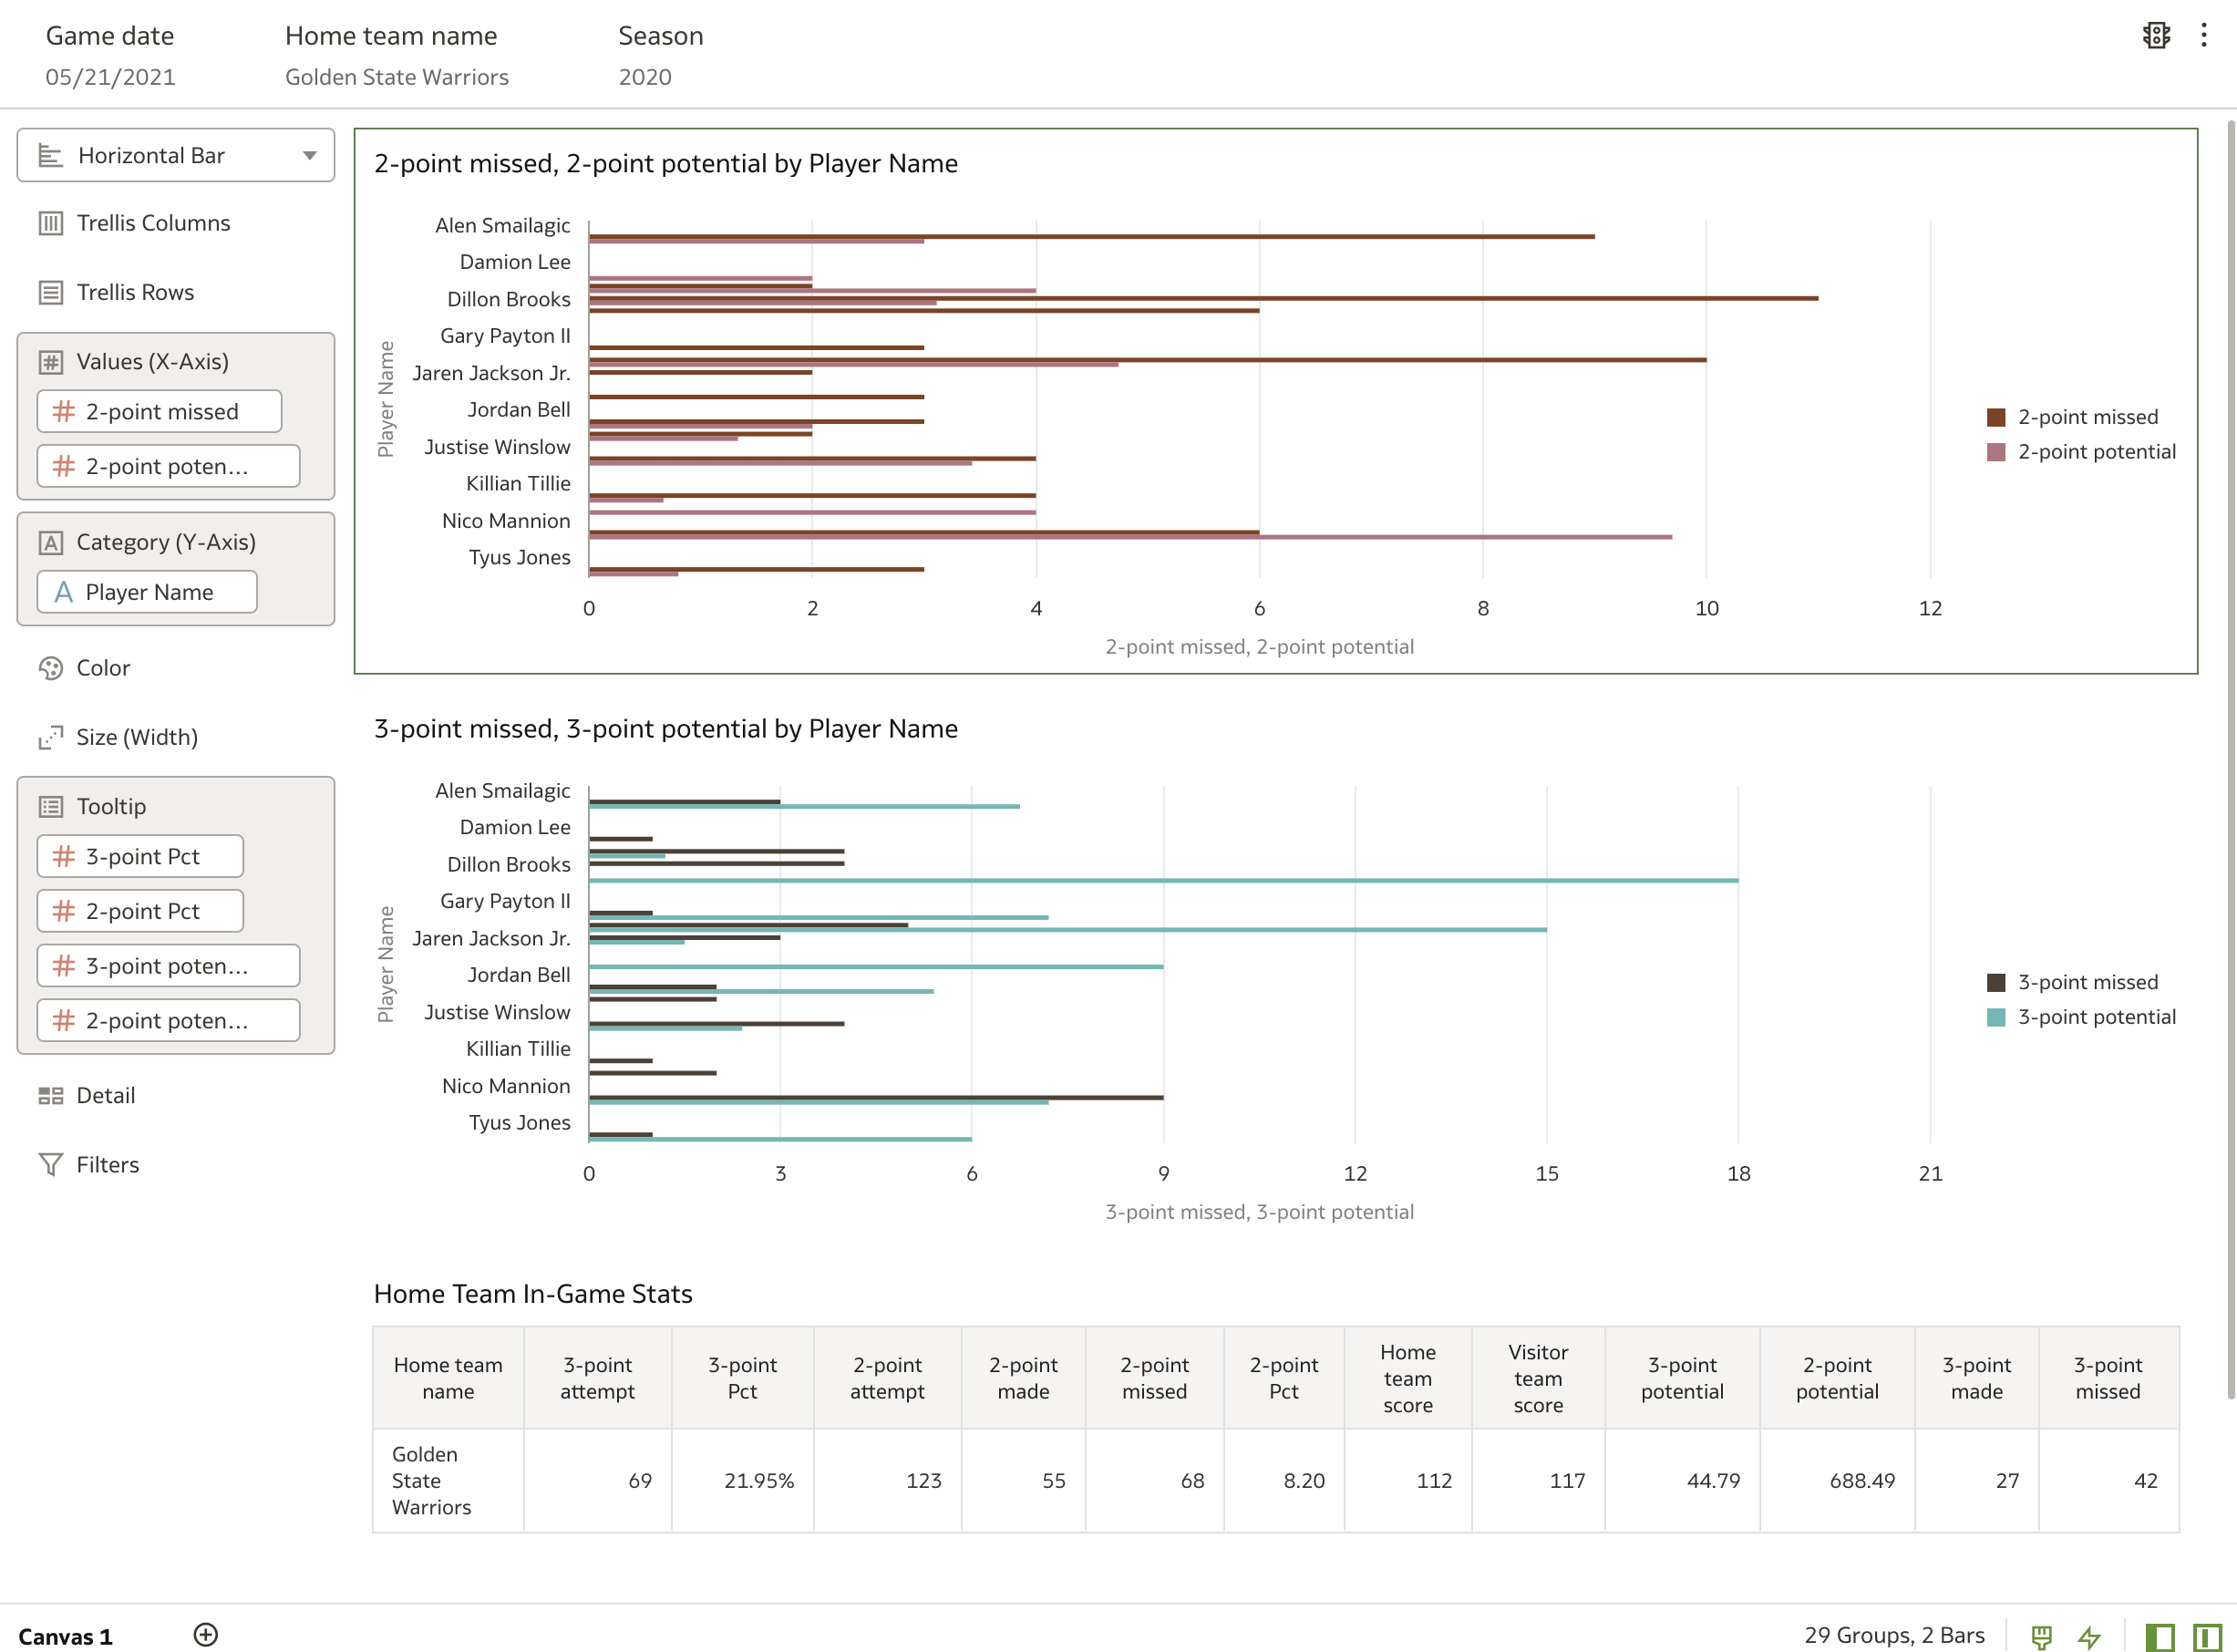 Game date
Home team name
Season
05/21/2021
Golden State Warriors
2020
Horizontal Bar
Trellis Columns
Trellis Rows
Values (X-Axis)
2-point missed
2-point poten...
Category (Y-Axis)
A Player Name
Color
Size (Width)
Tooltip
3-point Pct
2-point Pct
3-point poten...
2-point poten...
Detail
Filters
2-point missed, 2-point potential by Player Name
Player Name
Alen Smailagic
Damion Lee
Dillon Brooks
Gary Payton II
Jaren Jackson Jr.
Jordan Bell
Justise Winslow
Killian Tillie
Nico Mannion
Tyus Jones
0 2 4 6 8 10 12
2-point missed, 2-point potential
2-point missed
2-point potential
3-point missed, 3-point potential by Player Name
Player Name
Alen Smailagic
Damion Lee
Dillon Brooks
Gary Payton II
Jaren Jackson Jr.
Jordan Bell
Justise Winslow
Killian Tillie
Nico Mannion
Tyus Jones
0 3 6 9 12 15 18 21
3-point missed, 3-point potential
3-point missed
3-point potential
Home Team In-Game Stats
Home team name
3-point attempt
3-point Pct
2-point attempt
2-point made
2-point missed
2-point Pct
Home team score
Visitor team score
3-point potential
2-point potential
3-point made
3-point missed
Golden State Warriors
69
21.95%
123
55
68
8.20
112
117
44.79
688.49
27
42
Canvas 1
29 Groups, 2 Bars